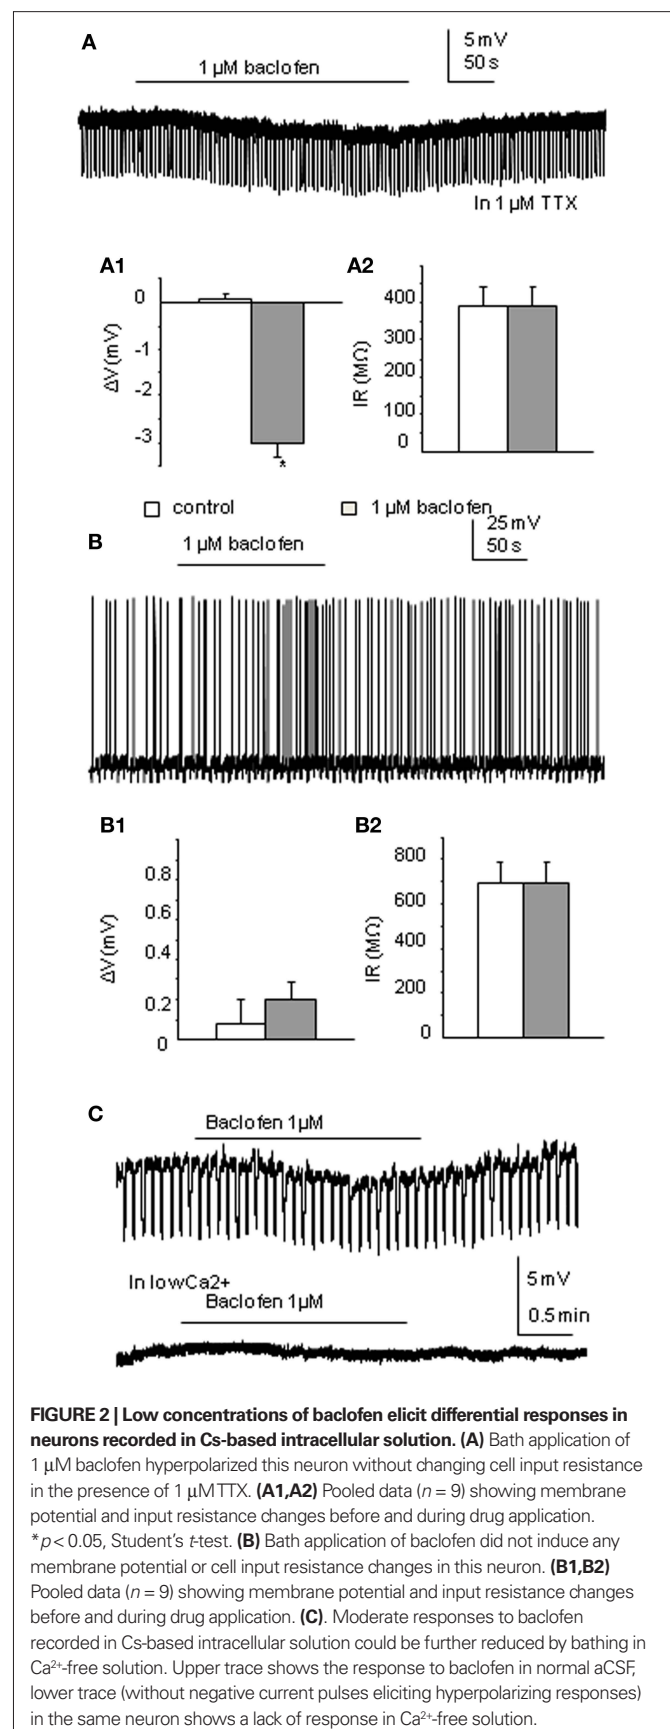 A
5 mV
50 s
1 µM baclofen
In 1 µM TTX
A1
A2
0
-1
-2
-3
ΔV (mV)
*
400
300
200
100
0
IR (MΩ)
control
1 µM baclofen
B
1 µM baclofen
25 mV
50 s
B1
B2
0.8
0.6
0.4
0.2
0
ΔV (mV)
800
600
400
200
0
IR (MΩ)
C
Baclofen 1µM
In lowCa2+
Baclofen 1µM
5 mV
0.5 min
FIGURE 2 | Low concentrations of baclofen elicit differential responses in
neurons recorded in Cs-based intracellular solution. (A) Bath application of
1 µM baclofen hyperpolarized this neuron without changing cell input resistance
in the presence of 1 µM TTX. (A1,A2) Pooled data (n = 9) showing membrane
potential and input resistance changes before and during drug application.
*p < 0.05, Student's t-test. (B) Bath application of baclofen did not induce any
membrane potential or cell input resistance changes in this neuron. (B1,B2)
Pooled data (n = 9) showing membrane potential and input resistance changes
before and during drug application. (C). Moderate responses to baclofen
recorded in Cs-based intracellular solution could be further reduced by bathing in
Ca²⁺-free solution. Upper trace shows the response to baclofen in normal aCSF,
lower trace (without negative current pulses eliciting hyperpolarizing responses)
in the same neuron shows a lack of response in Ca²⁺-free solution.